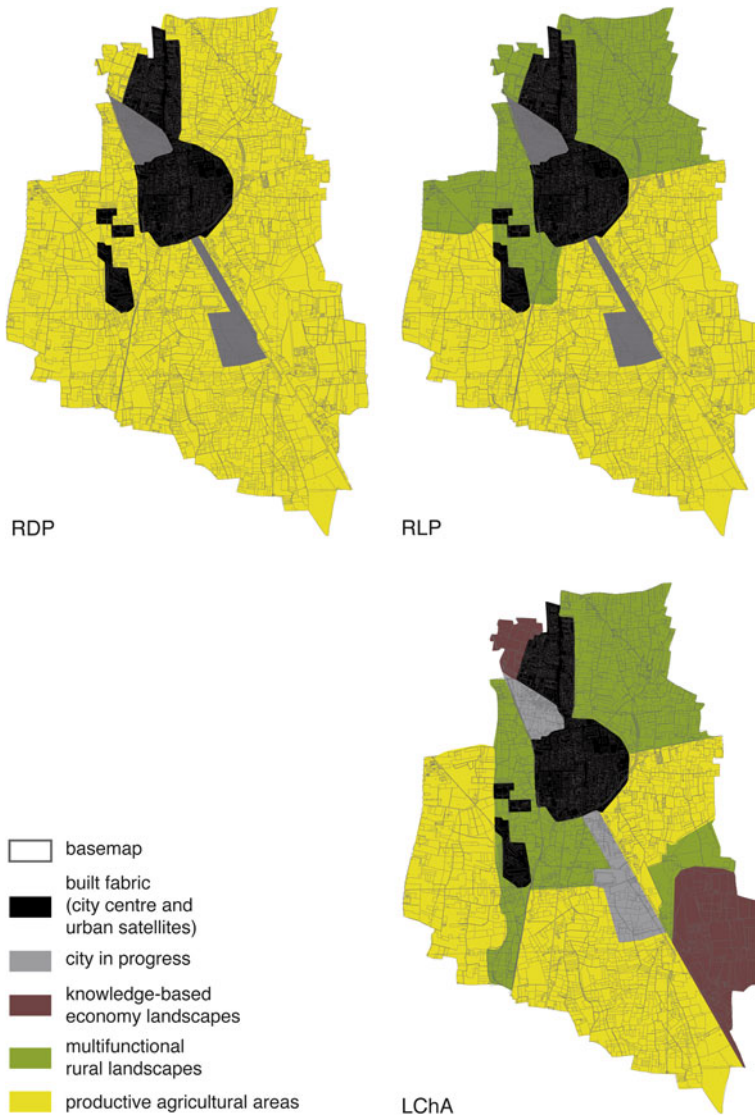 RDP
RLP
basemap
built fabric
(city centre and
urban satellites)
city in progress
knowledge-based
economy landscapes
multifunctional
rural landscapes
productive agricultural areas
LChA